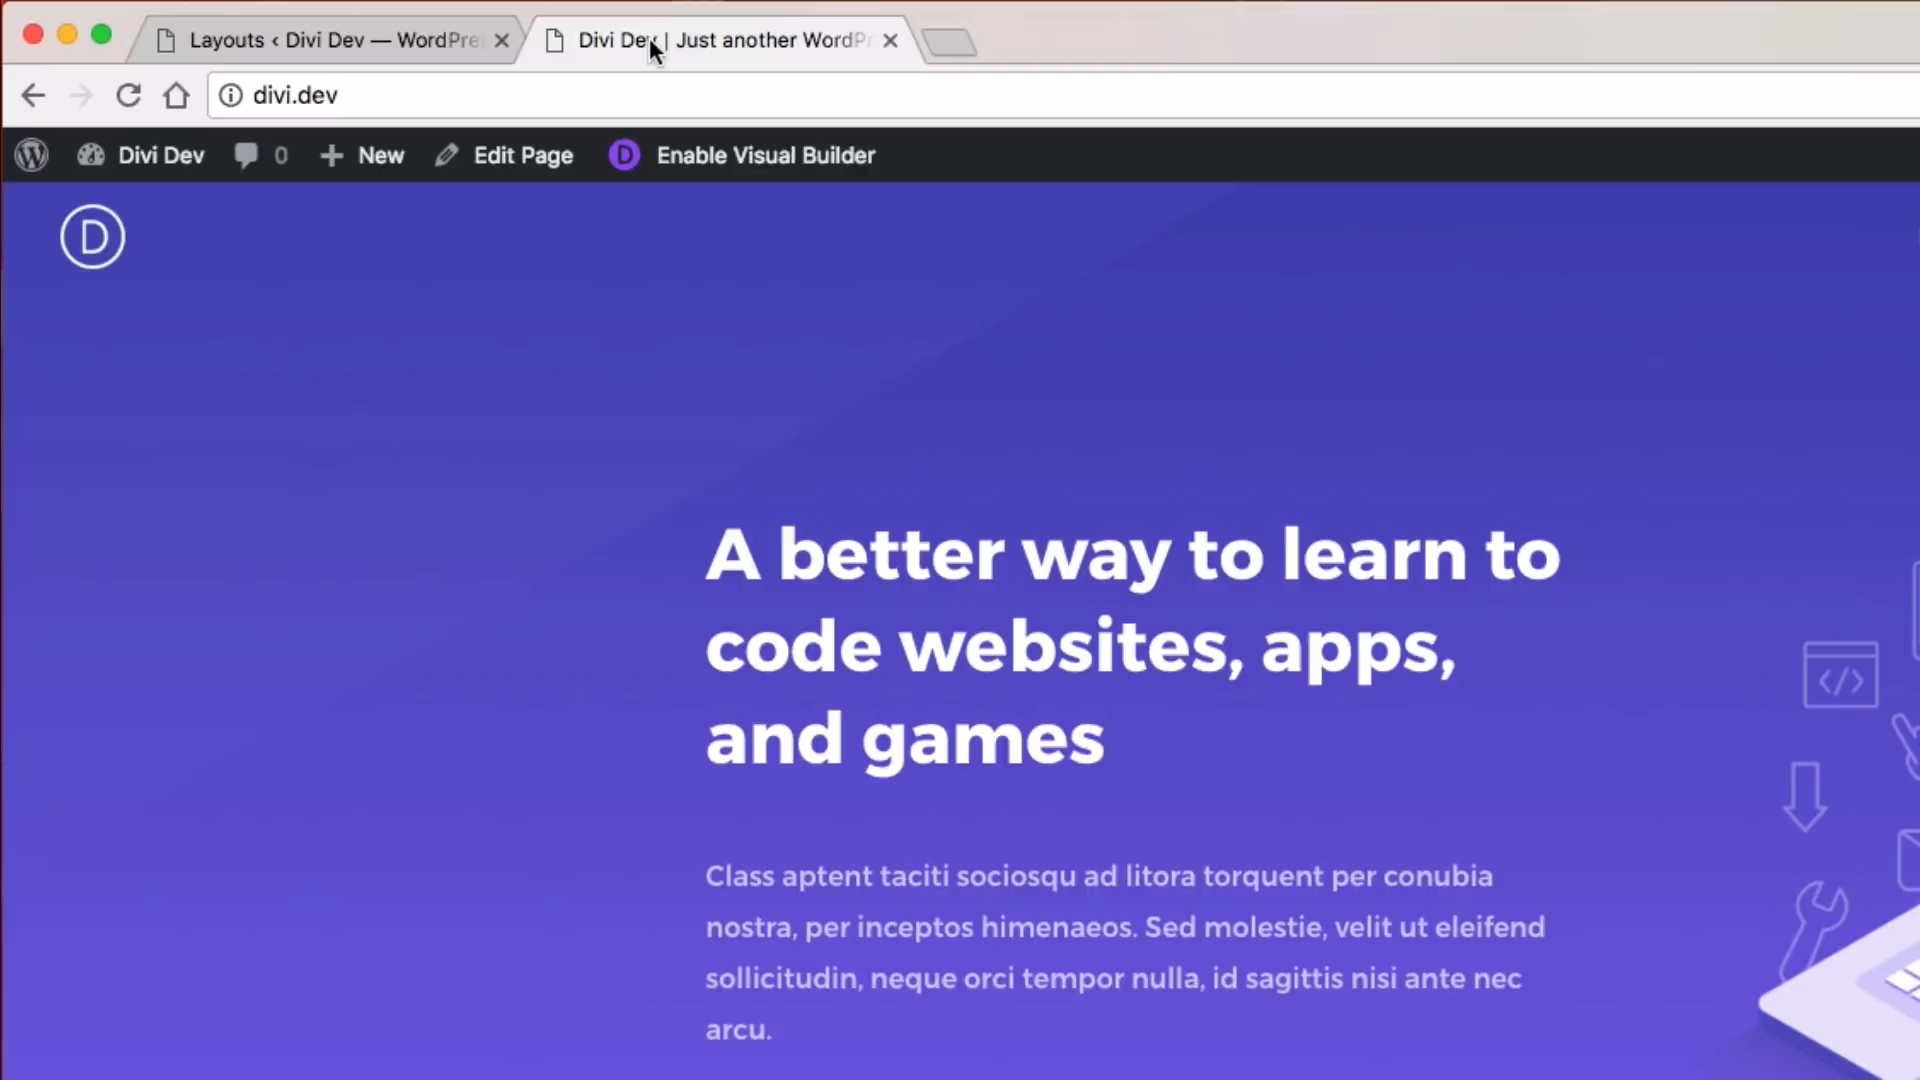 Layouts ‹ Divi Dev — WordPre
Divi Dev | Just another WordPr
divi.dev
Divi Dev 0 New Edit Page D Enable Visual Builder
D
A better way to learn to
code websites, apps,
and games
</>
Class aptent taciti sociosqu ad litora torquent per conubia
nostra, per inceptos himenaeos. Sed molestie, velit ut eleifend
sollicitudin, neque orci tempor nulla, id sagittis nisi ante nec
arcu.